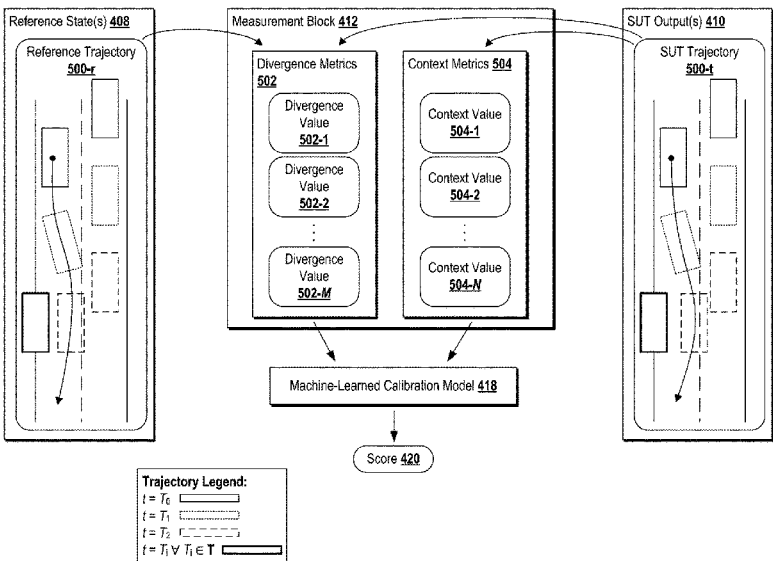 Reference State(s) 408
Reference Trajectory
500-r
Measurement Block 412
Divergence Metrics
502
Divergence
Value
502-1
Divergence
Value
502-2
⋮
Divergence
Value
502-M
Context Metrics 504
Context Value
504-1
Context Value
504-2
⋮
Context Value
504-N
SUT Output(s) 410
SUT Trajectory
500-t
Machine-Learned Calibration Model 418
Score 420
Trajectory Legend:
t = T₀
t = T₁
t = T₂
t = Tᵢ ∀ Tᵢ ∈ T